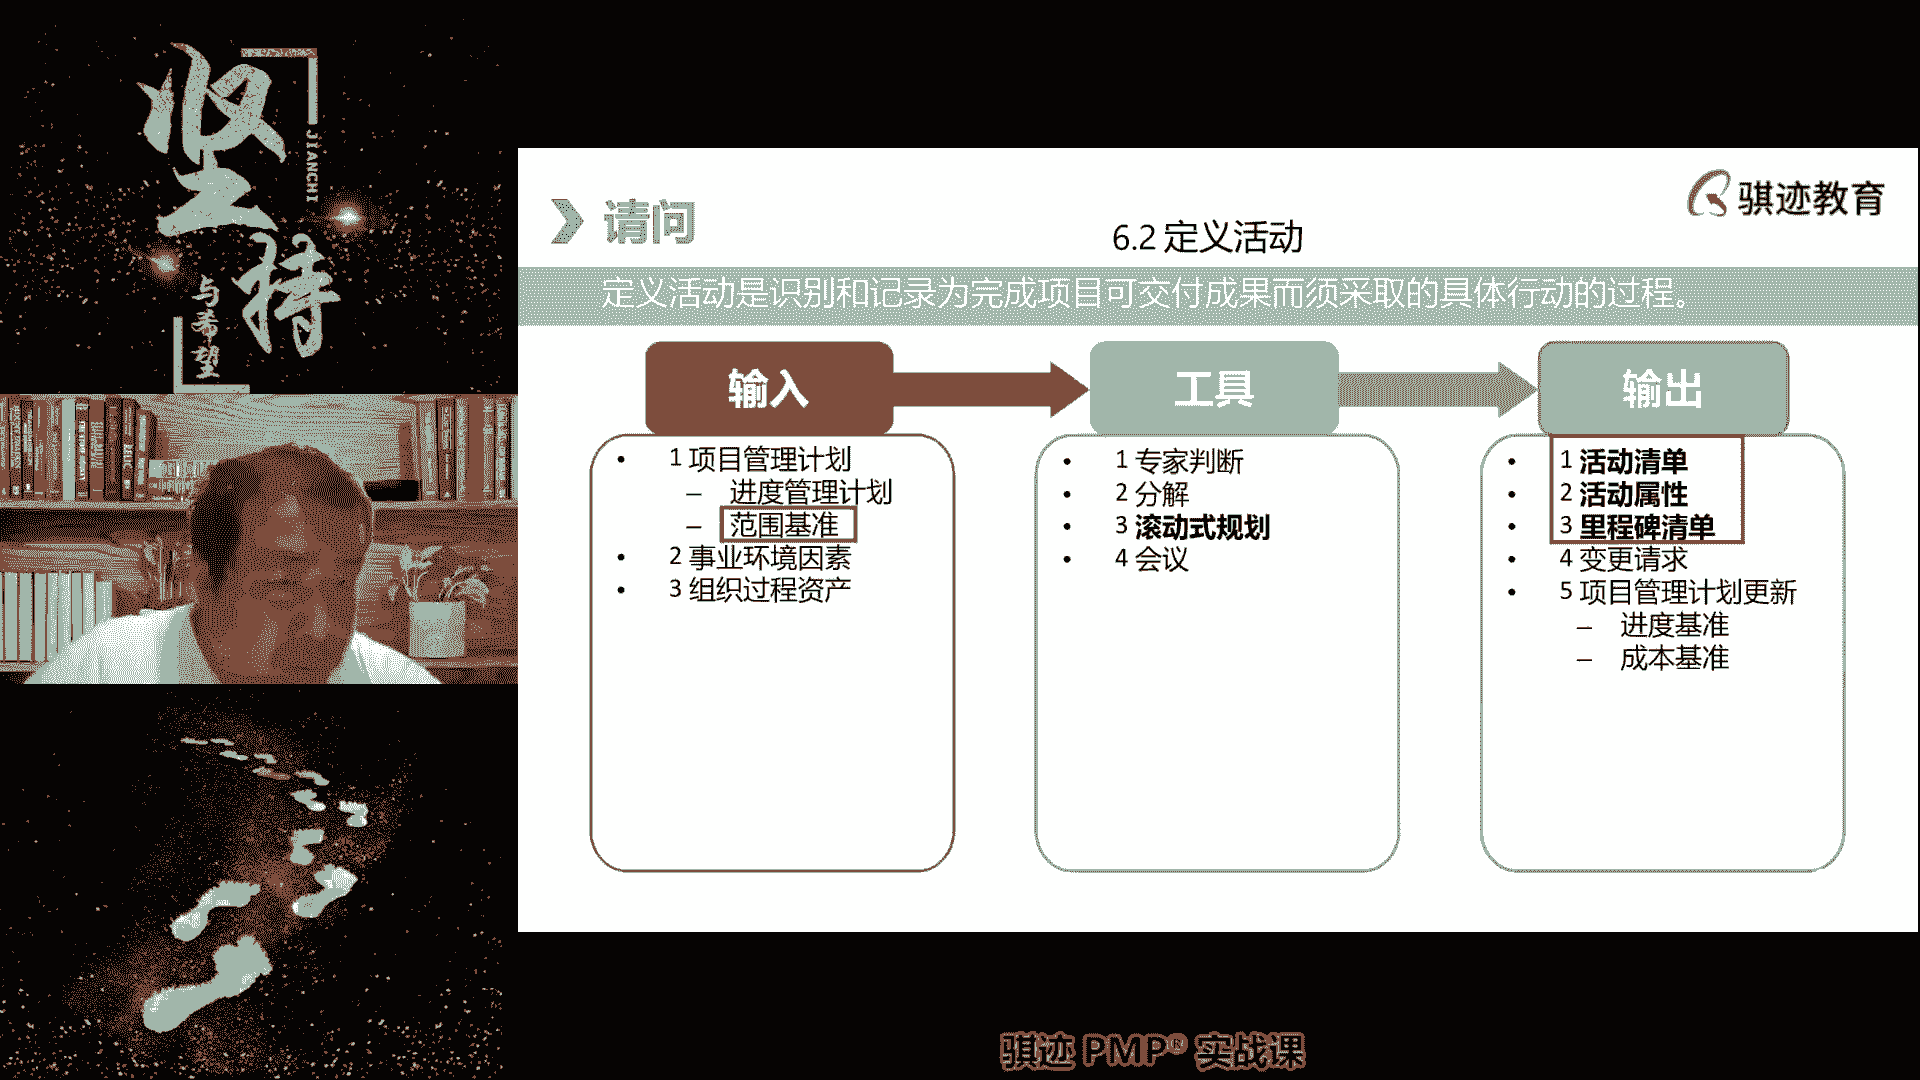 坚持
JIANCHI
与希望
请问
骐迹教育
6.2 定义活动
定义活动是识别和记录为完成项目可交付成果而须采取的具体行动的过程。
输入
• 1 项目管理计划
– 进度管理计划
– 范围基准
• 2 事业环境因素
• 3 组织过程资产
工具
• 1 专家判断
• 2 分解
• 3 滚动式规划
• 4 会议
输出
• 1 活动清单
• 2 活动属性
• 3 里程碑清单
• 4 变更请求
• 5 项目管理计划更新
– 进度基准
– 成本基准
骐迹 PMP® 实战课